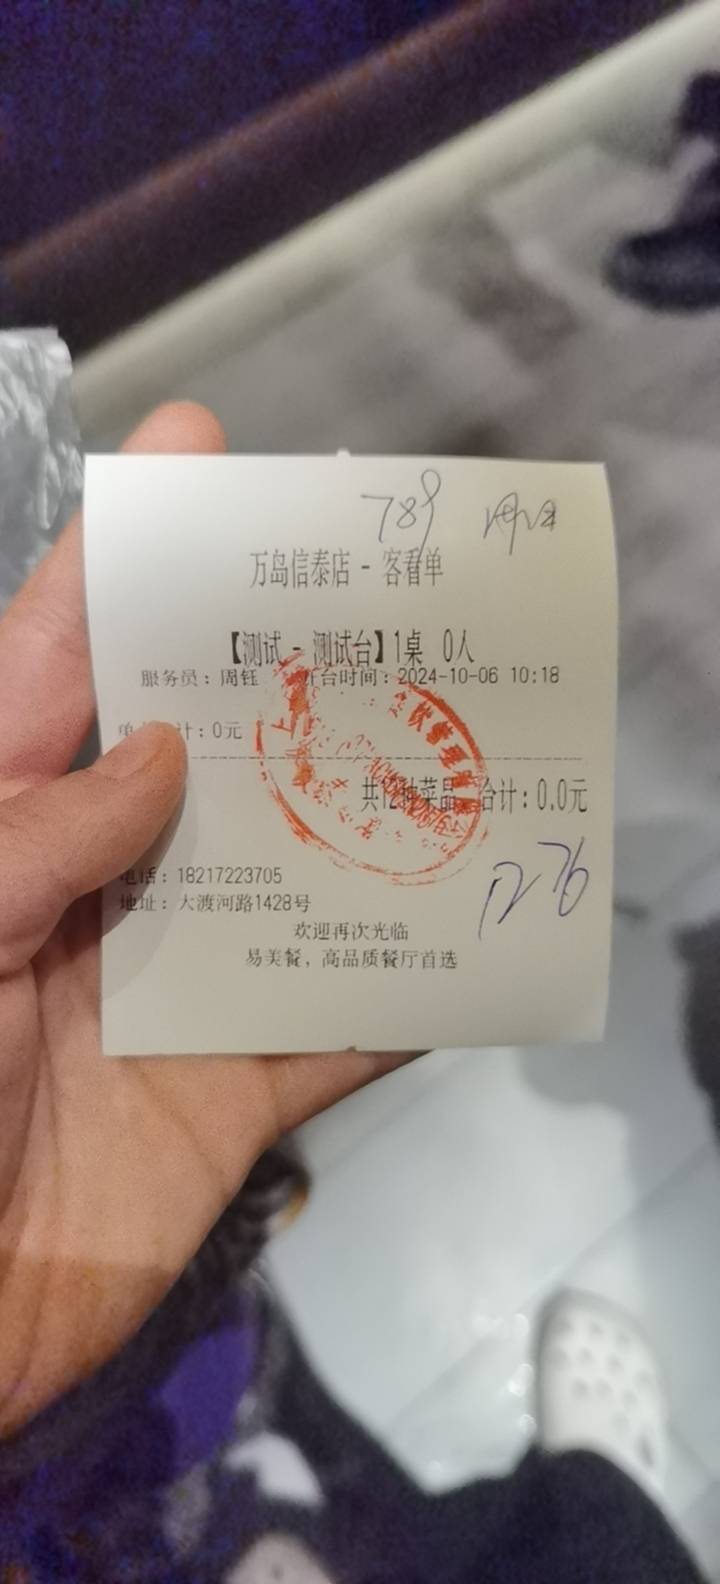 789
万岛信泰店 - 客看单
【测试 - 测试台】1桌 0人
服务员：周钰 开台时间：2024-10-06 10:18
计：0元
共12种菜品 合计：0.0元
电话：18217223705
地址：大渡河路1428号
1276
欢迎再次光临
易美餐，高品质餐厅首选